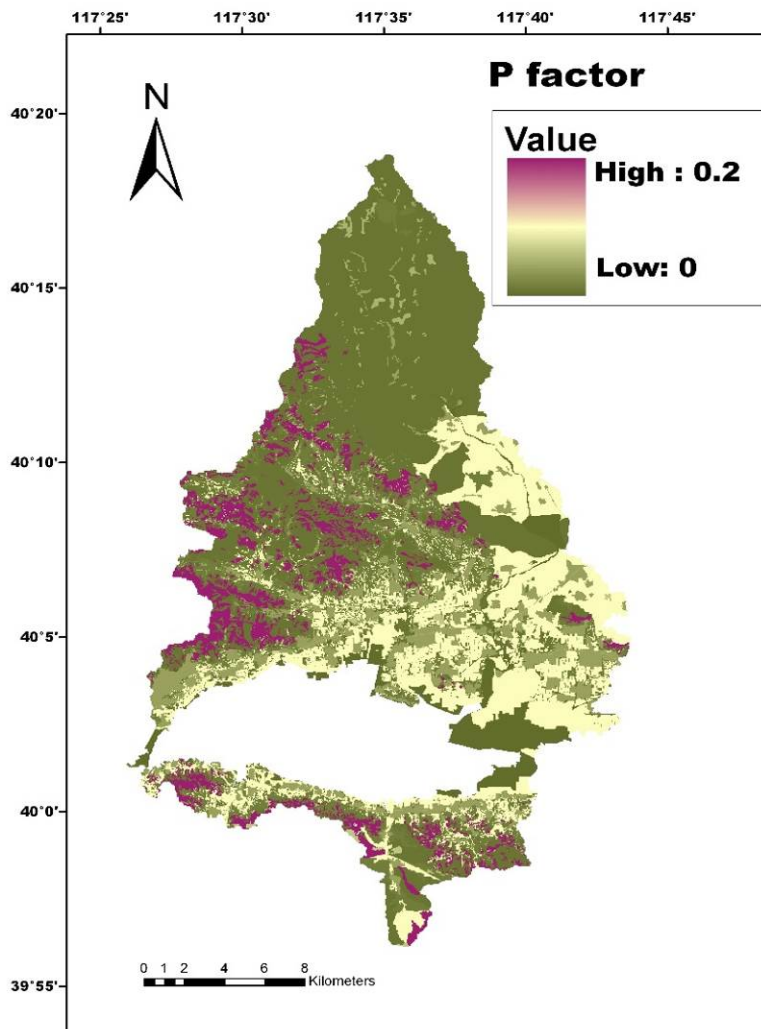 117°25' 117°30' 117°35' 117°40' 117°45'
P factor
N
40°20'
Value
High : 0.2
Low: 0
40°15'
40°10'
40°5'
40°0'
0 1 2 4 6 8
Kilometers
39°55'